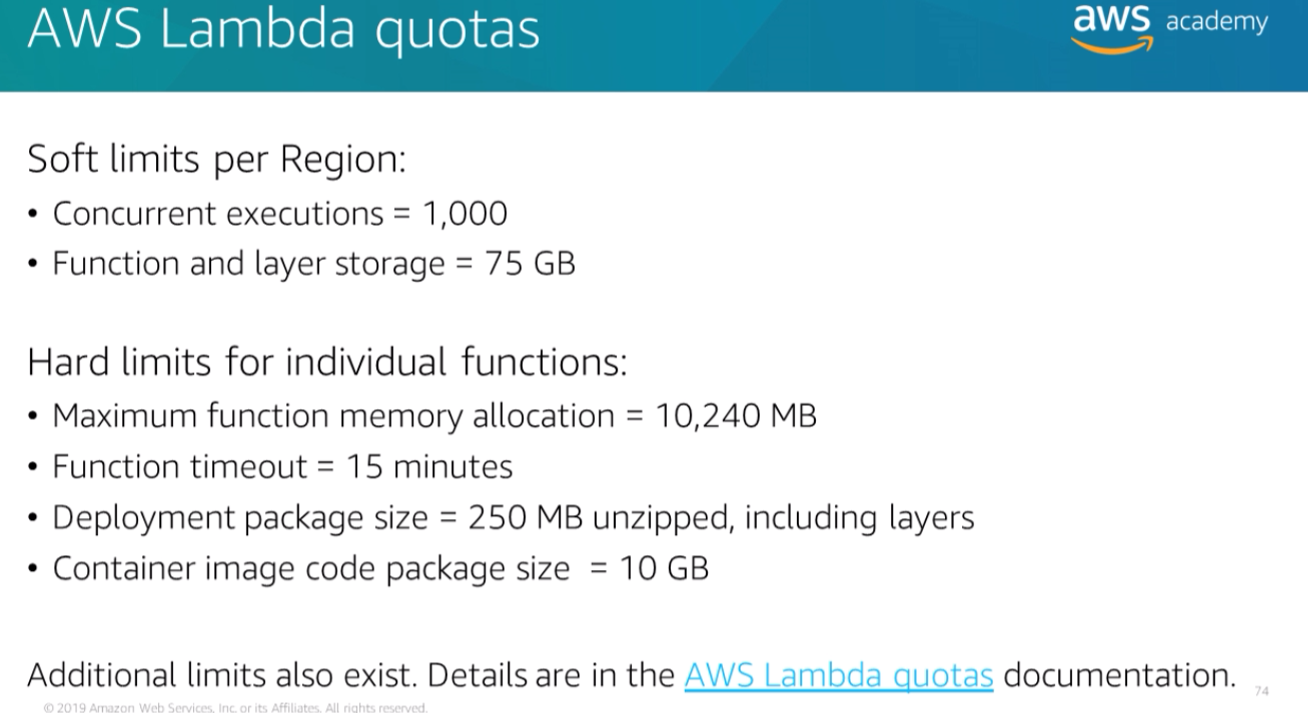 AWS Lambda quotas
aws academy
Soft limits per Region:
• Concurrent executions = 1,000
• Function and layer storage = 75 GB
Hard limits for individual functions:
• Maximum function memory allocation = 10,240 MB
• Function timeout = 15 minutes
• Deployment package size = 250 MB unzipped, including layers
• Container image code package size = 10 GB
Additional limits also exist. Details are in the AWS Lambda quotas documentation.
74
© 2019 Amazon Web Services, Inc. or its Affiliates. All rights reserved.